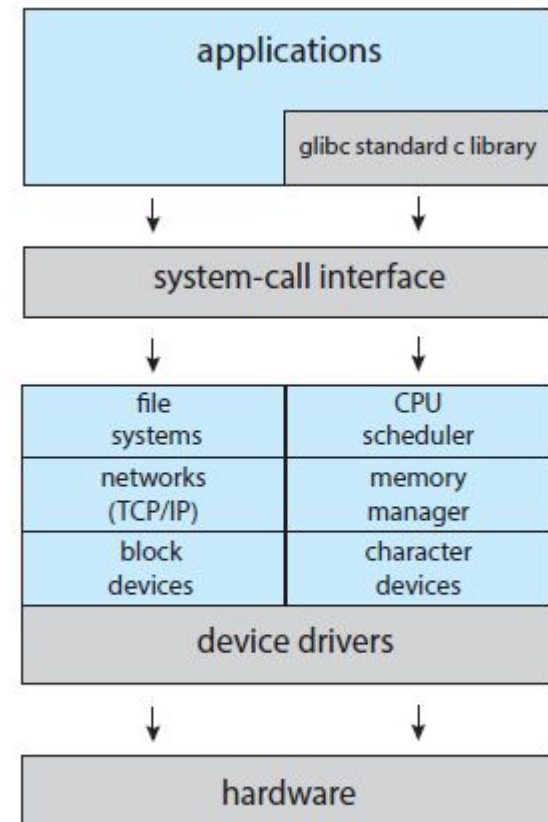 applications
glibc standard c library
system-call interface
file
systems
CPU
scheduler
networks
(TCP/IP)
memory
manager
block
devices
character
devices
device drivers
hardware